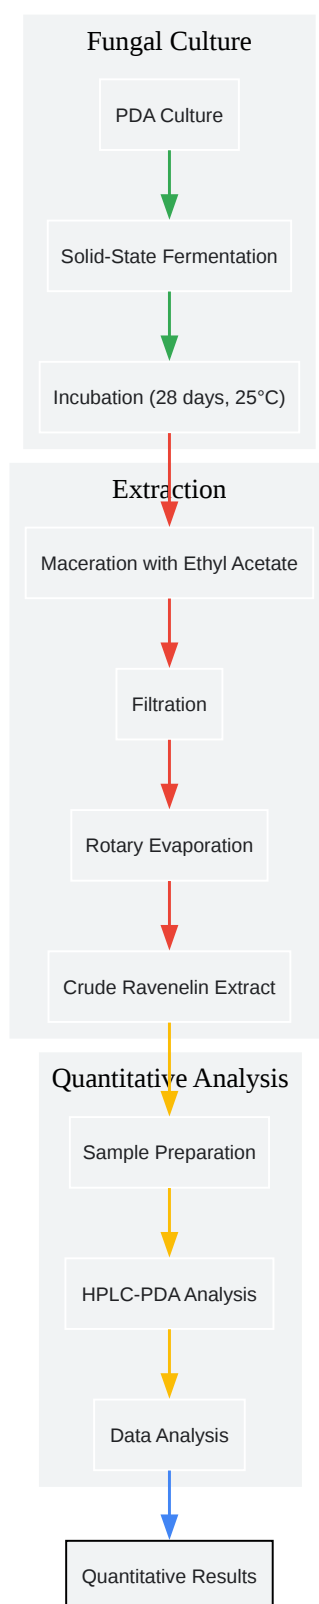 Fungal Culture
PDA Culture
Solid-State Fermentation
Incubation (28 days, 25°C)
Extraction
Maceration with Ethyl Acetate
Filtration
Rotary Evaporation
Crude Ravenelin Extract
Quantitative Analysis
Sample Preparation
HPLC-PDA Analysis
Data Analysis
Quantitative Results